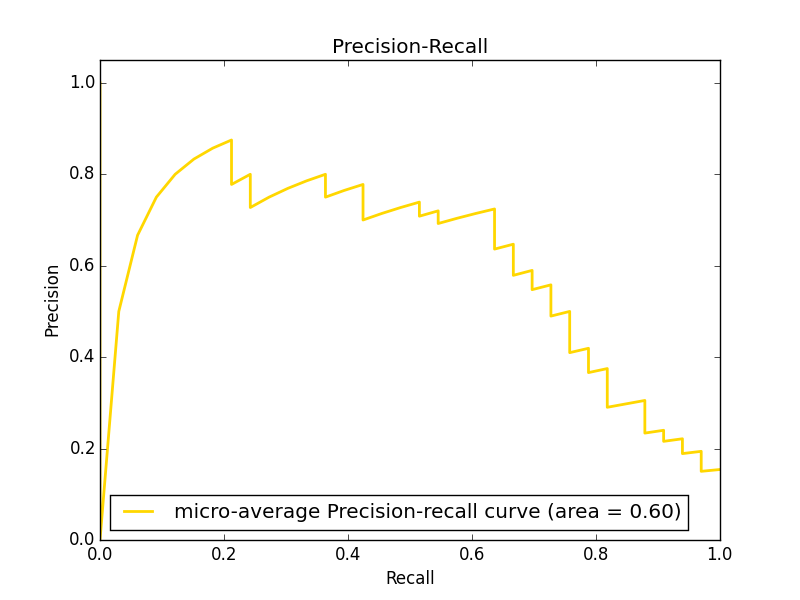 Precision-Recall
1.0
0.8
0.6
0.4
0.2
0.0
Precision
micro-average Precision-recall curve (area = 0.60)
0.0 0.2 0.4 0.6 0.8 1.0
Recall